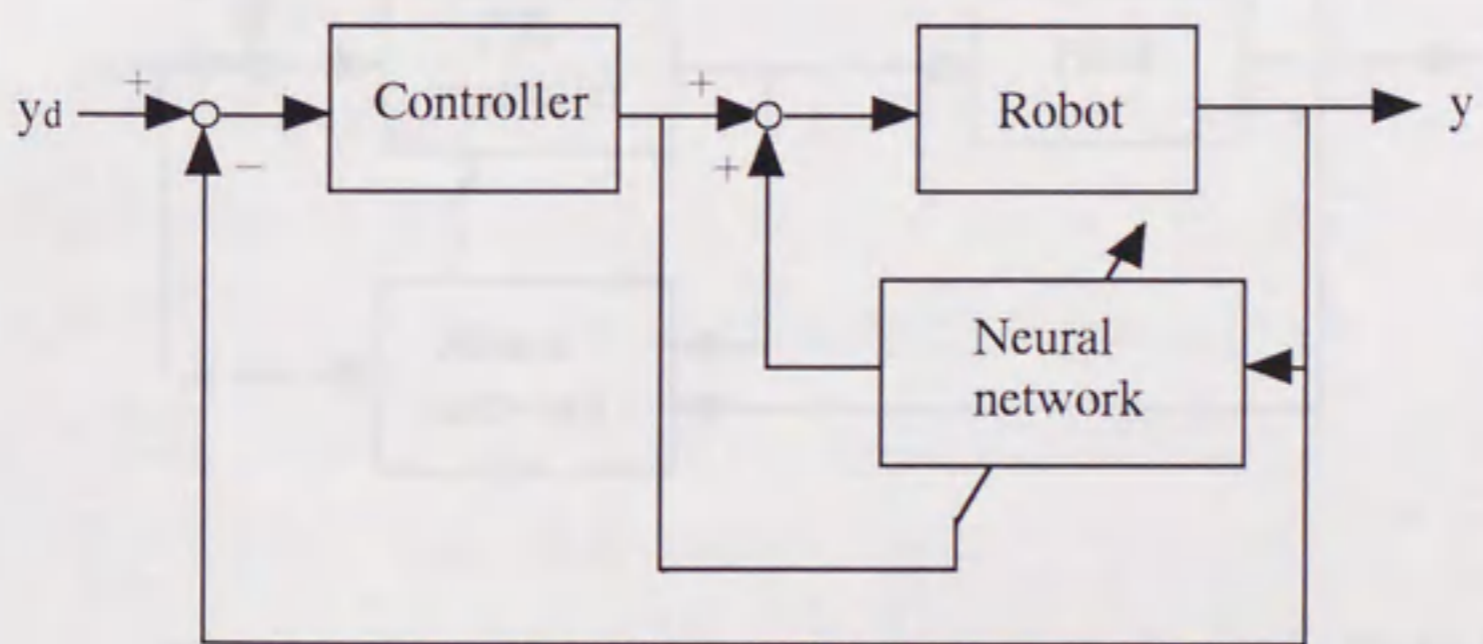 yd
+
−
Controller
+
+
Robot
y
Neural
network